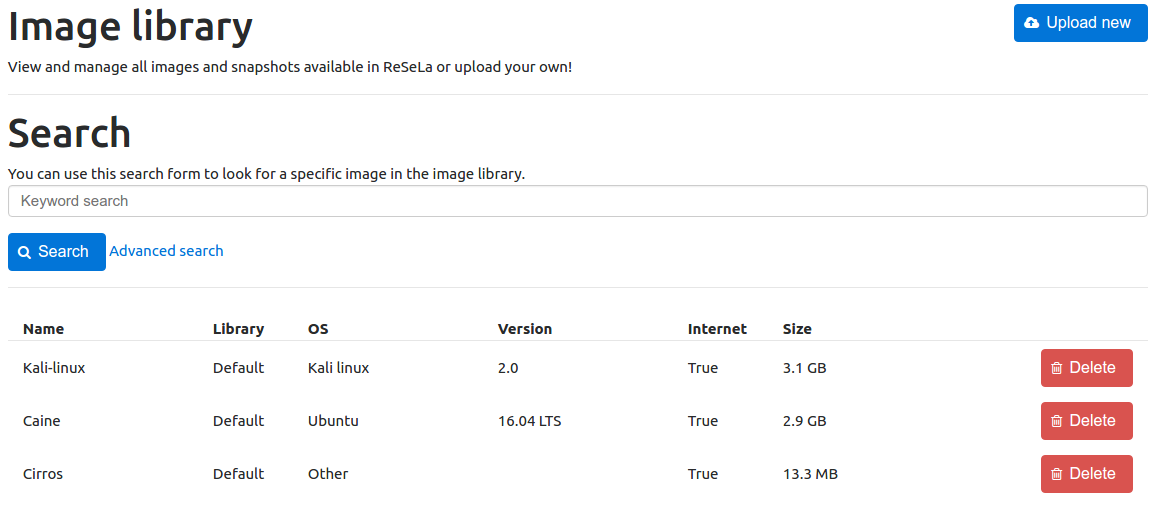 Image library
Upload new
View and manage all images and snapshots available in ReSeLa or upload your own!
Search
You can use this search form to look for a specific image in the image library.
Keyword search
Search Advanced search
Name Library OS Version Internet Size
Kali-linux Default Kali linux 2.0 True 3.1 GB Delete
Caine Default Ubuntu 16.04 LTS True 2.9 GB Delete
Cirros Default Other True 13.3 MB Delete